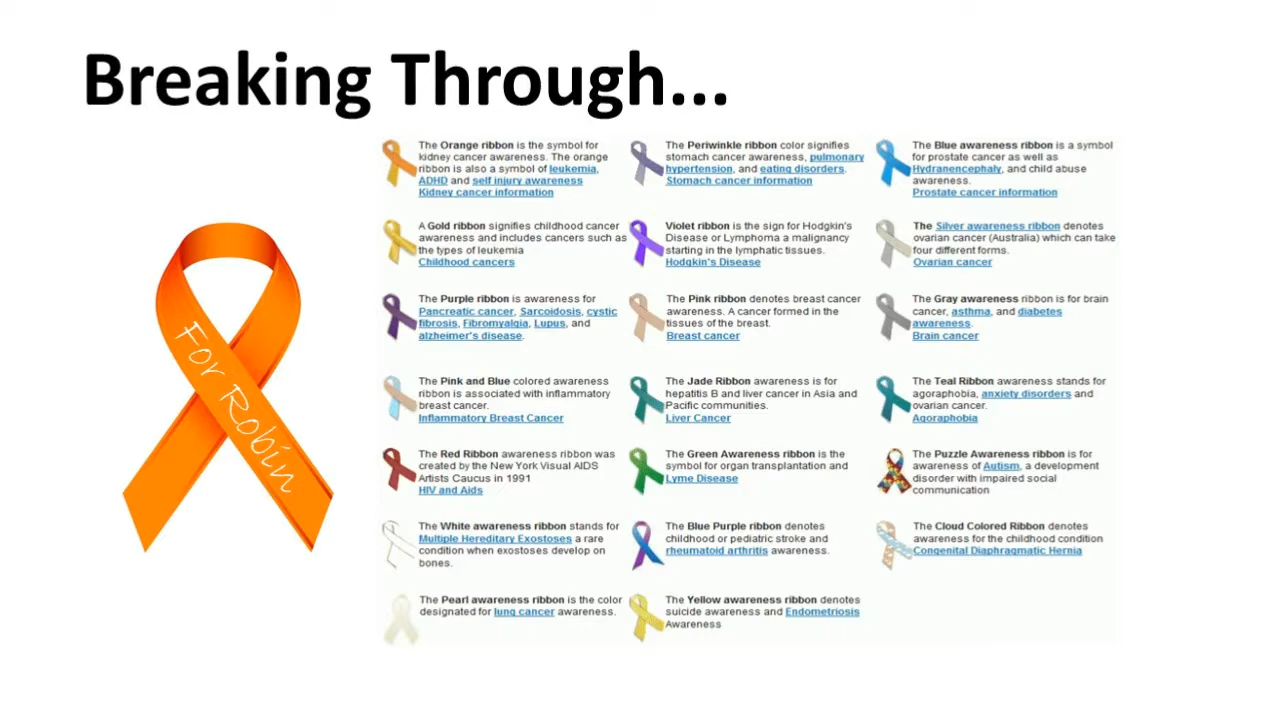 Breaking Through...
For Robin
The Orange ribbon is the symbol for
kidney cancer awareness. The orange
ribbon is also a symbol of leukemia,
ADHD and self injury awareness
Kidney cancer information
The Periwinkle ribbon color signifies
stomach cancer awareness, pulmonary
hypertension, and eating disorders.
Stomach cancer information
The Blue awareness ribbon is a symbol
for prostate cancer as well as
Hydranencephaly, and child abuse
awareness.
Prostate cancer information
A Gold ribbon signifies childhood cancer
awareness and includes cancers such as
the types of leukemia
Childhood cancers
Violet ribbon is the sign for Hodgkin's
Disease or Lymphoma a malignancy
starting in the lymphatic tissues.
Hodgkin's Disease
The Silver awareness ribbon denotes
ovarian cancer (Australia) which can take
four different forms.
Ovarian cancer
The Purple ribbon is awareness for
Pancreatic cancer, Sarcoidosis, cystic
fibrosis, Fibromyalgia, Lupus, and
alzheimer's disease.
The Pink ribbon denotes breast cancer
awareness. A cancer formed in the
tissues of the breast.
Breast cancer
The Gray awareness ribbon is for brain
cancer, asthma, and diabetes
awareness.
Brain cancer
The Pink and Blue colored awareness
ribbon is associated with inflammatory
breast cancer.
Inflammatory Breast Cancer
The Jade Ribbon awareness is for
hepatitis B and liver cancer in Asia and
Pacific communities.
Liver Cancer
The Teal Ribbon awareness stands for
agoraphobia, anxiety disorders and
ovarian cancer.
Agoraphobia
The Red Ribbon awareness ribbon was
created by the New York Visual AIDS
Artists Caucus in 1991
HIV and Aids
The Green Awareness ribbon is the
symbol for organ transplantation and
Lyme Disease
The Puzzle Awareness ribbon is for
awareness of Autism, a development
disorder with impaired social
communication
The White awareness ribbon stands for
Multiple Hereditary Exostoses a rare
condition when exostoses develop on
bones.
The Blue Purple ribbon denotes
childhood or pediatric stroke and
rheumatoid arthritis awareness.
The Cloud Colored Ribbon denotes
awareness for the childhood condition
Congenital Diaphragmatic Hernia
The Pearl awareness ribbon is the color
designated for lung cancer awareness.
The Yellow awareness ribbon denotes
suicide awareness and Endometriosis
Awareness